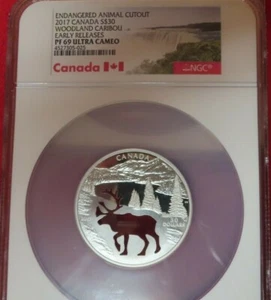 ENDANGERED ANIMAL CUTOUT
2017 CANADA S$30
WOODLAND CARIBOU
EARLY RELEASES
PF 69 ULTRA CAMEO
Canada
NGC
CANADA